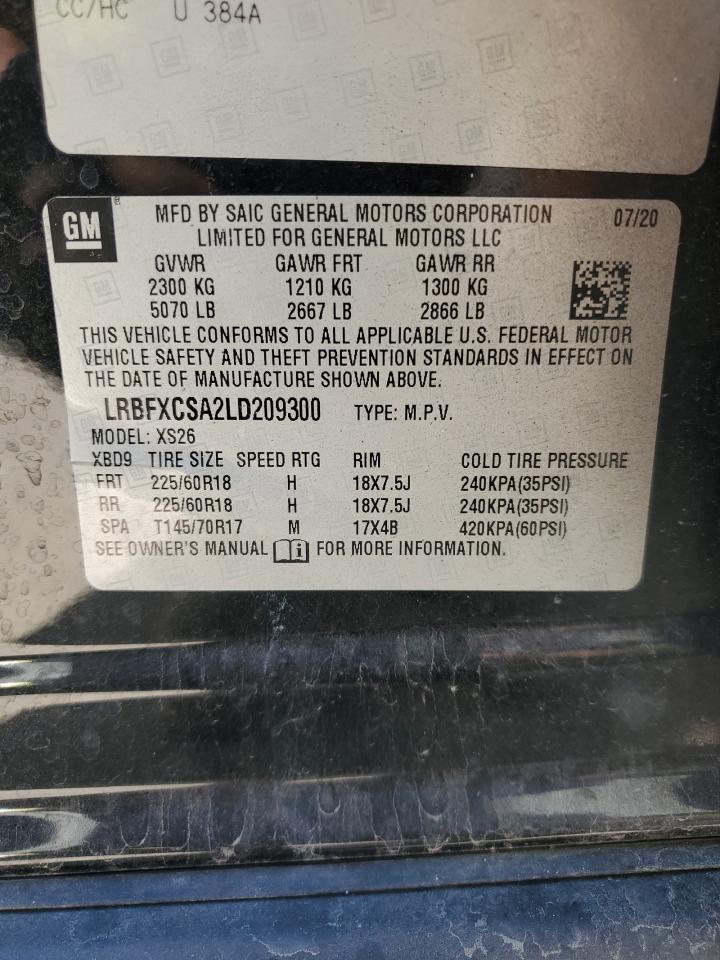 CC/HC U 384A
GM MFD BY SAIC GENERAL MOTORS CORPORATION 07/20
LIMITED FOR GENERAL MOTORS LLC
GVWR GAWR FRT GAWR RR
2300 KG 1210 KG 1300 KG
5070 LB 2667 LB 2866 LB
THIS VEHICLE CONFORMS TO ALL APPLICABLE U.S. FEDERAL MOTOR
VEHICLE SAFETY AND THEFT PREVENTION STANDARDS IN EFFECT ON
THE DATE OF MANUFACTURE SHOWN ABOVE.
LRBFXCSA2LD209300 TYPE: M.P.V.
MODEL: XS26
XBD9 TIRE SIZE SPEED RTG RIM COLD TIRE PRESSURE
FRT 225/60R18 H 18X7.5J 240KPA(35PSI)
RR 225/60R18 H 18X7.5J 240KPA(35PSI)
SPA T145/70R17 M 17X4B 420KPA(60PSI)
SEE OWNER'S MANUAL i FOR MORE INFORMATION.